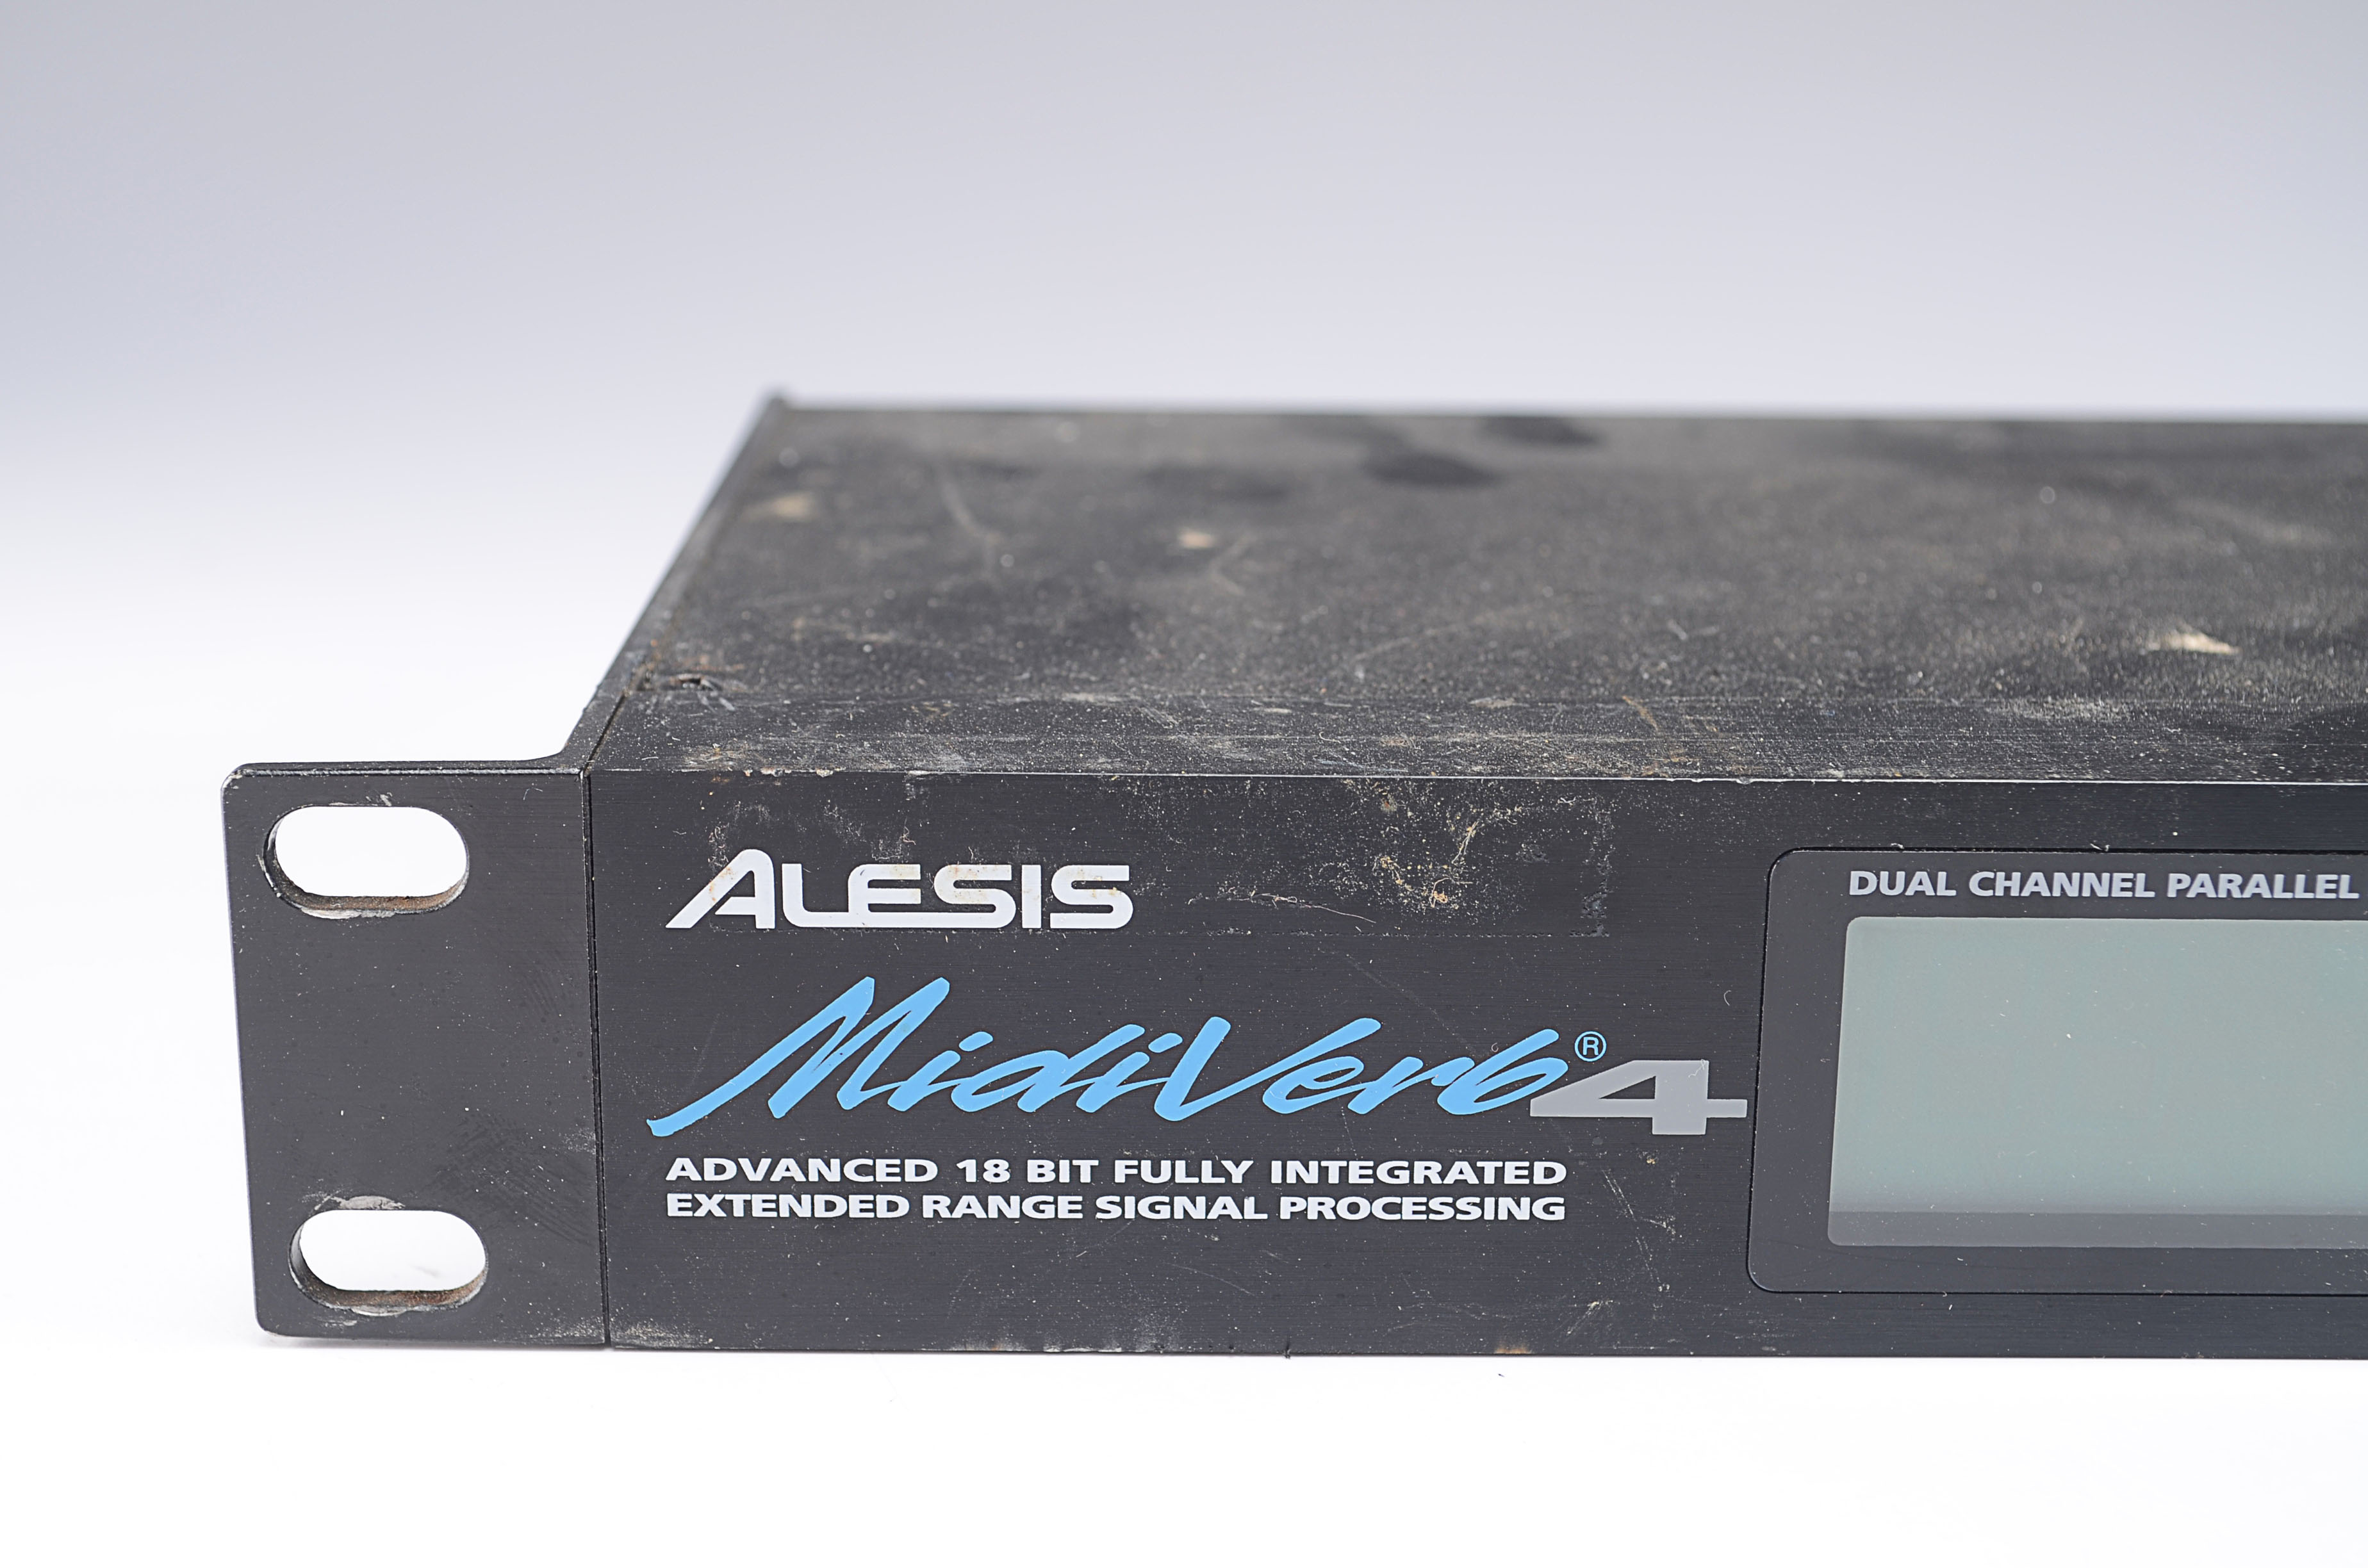 ALESIS
MidiVerb® 4
ADVANCED 18 BIT FULLY INTEGRATED
EXTENDED RANGE SIGNAL PROCESSING
DUAL CHANNEL PARALLEL